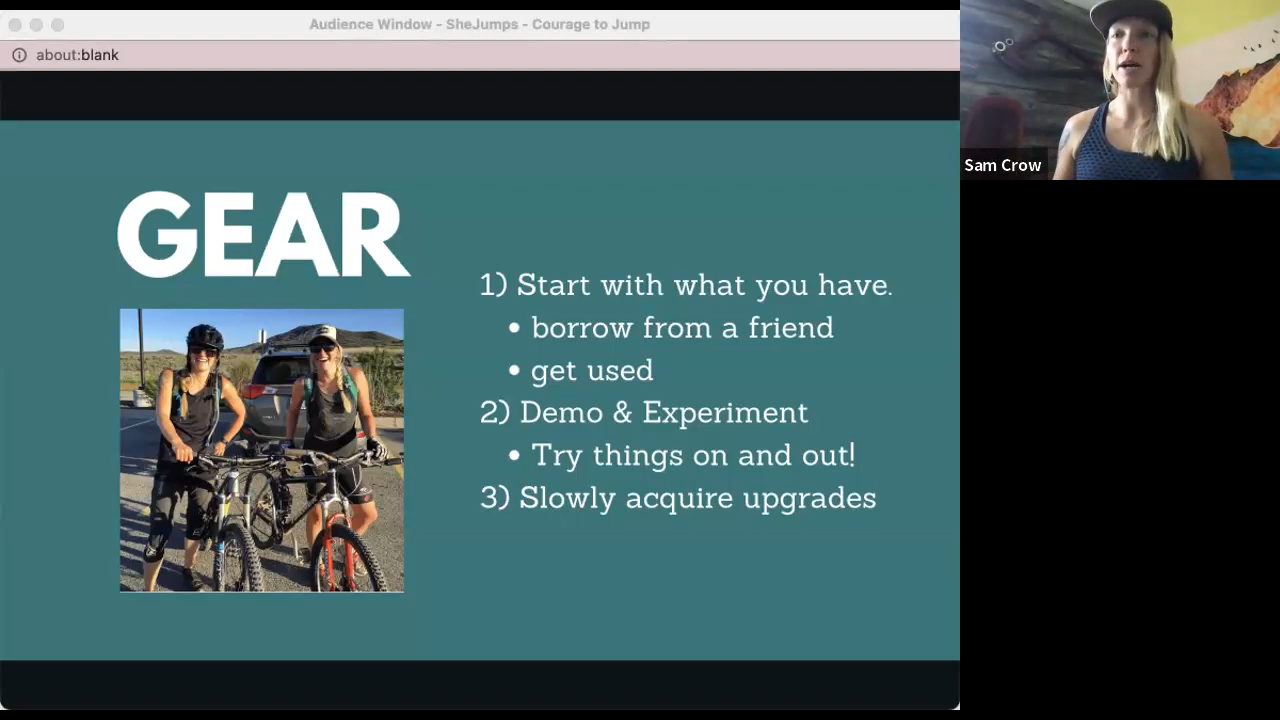 Audience Window - SheJumps - Courage to Jump
about:blank
Sam Crow
GEAR
1) Start with what you have.
• borrow from a friend
• get used
2) Demo & Experiment
• Try things on and out!
3) Slowly acquire upgrades